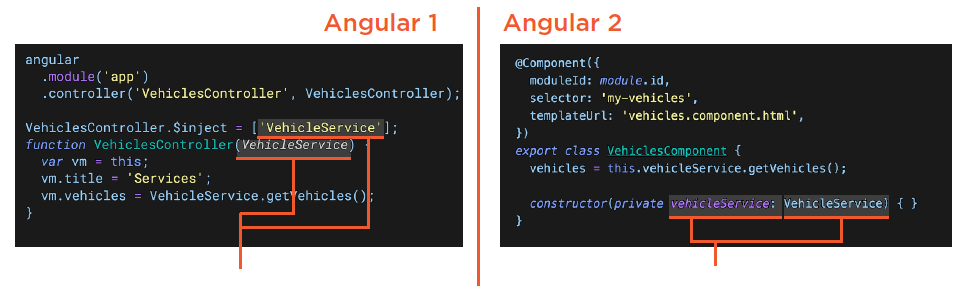 Angular 1
angular
.module('app')
.controller('VehiclesController', VehiclesController);
VehiclesController.$inject = ['VehicleService'];
function VehiclesController(VehicleService) {
var vm = this;
vm.title = 'Services';
vm.vehicles = VehicleService.getVehicles();
}
Angular 2
@Component({
moduleId: module.id,
selector: 'my-vehicles',
templateUrl: 'vehicles.component.html',
})
export class VehiclesComponent {
vehicles = this.vehicleService.getVehicles();
constructor(private vehicleService: VehicleService) { }
}